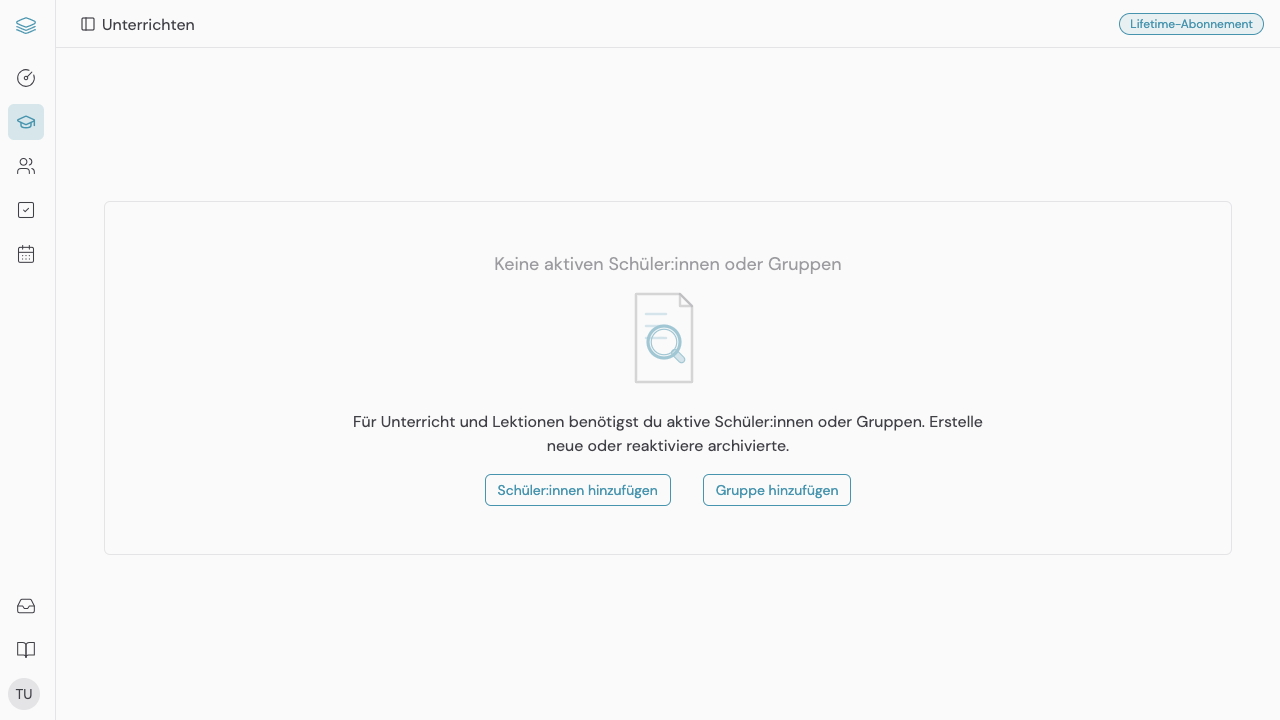 Unterrichten
Lifetime-Abonnement
Keine aktiven Schüler:innen oder Gruppen
Für Unterricht und Lektionen benötigst du aktive Schüler:innen oder Gruppen. Erstelle
neue oder reaktiviere archivierte.
Schüler:innen hinzufügen
Gruppe hinzufügen
TU